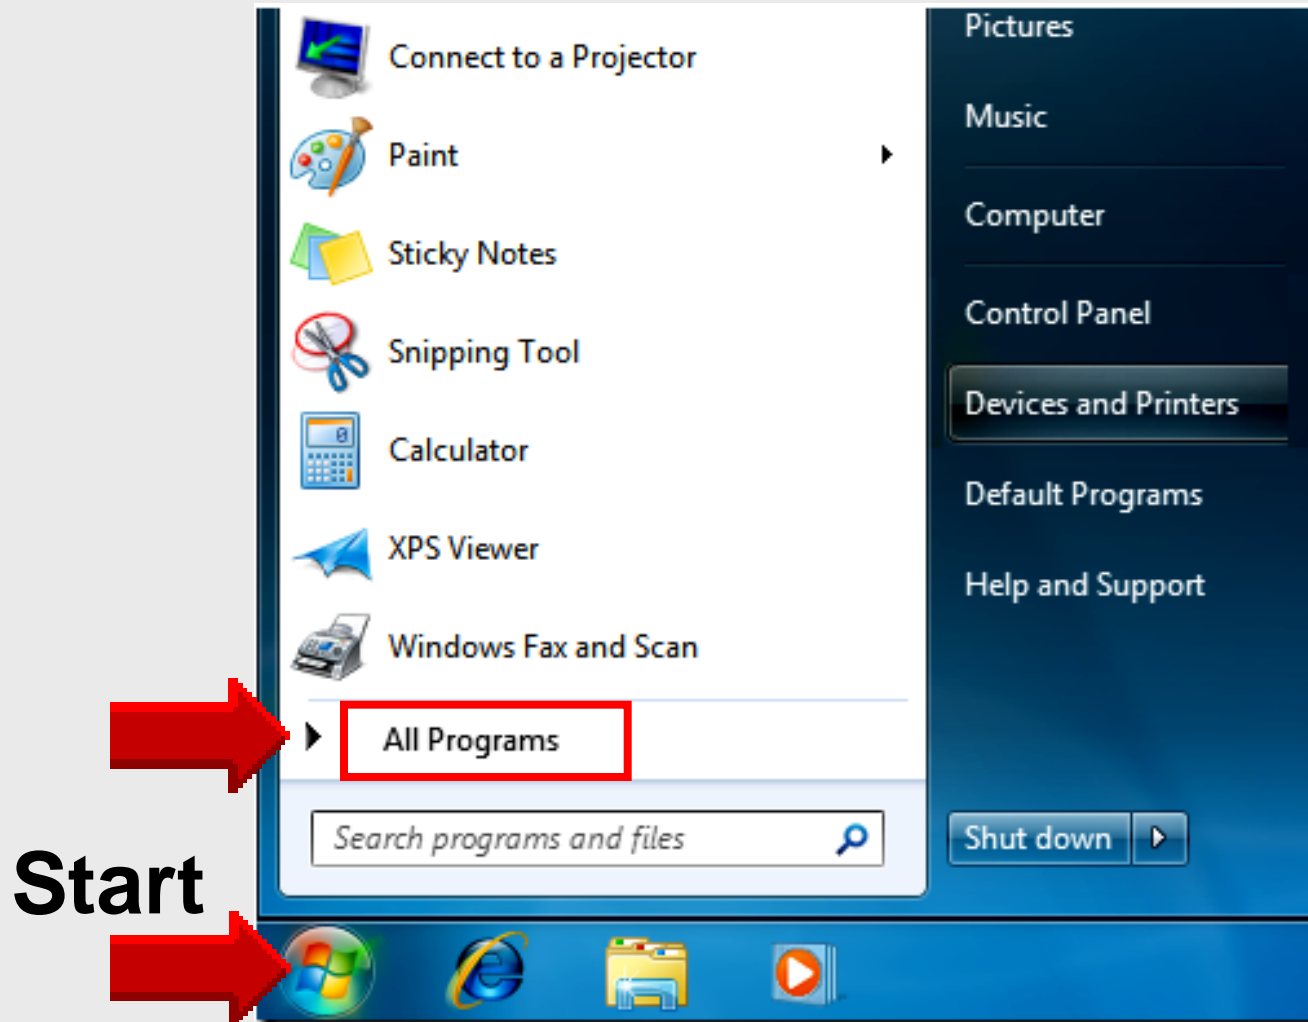 Connect to a Projector
Paint
Sticky Notes
Snipping Tool
Calculator
0
XPS Viewer
Windows Fax and Scan
All Programs
Search programs and files
Pictures
Music
Computer
Control Panel
Devices and Printers
Default Programs
Help and Support
Shut down
Start